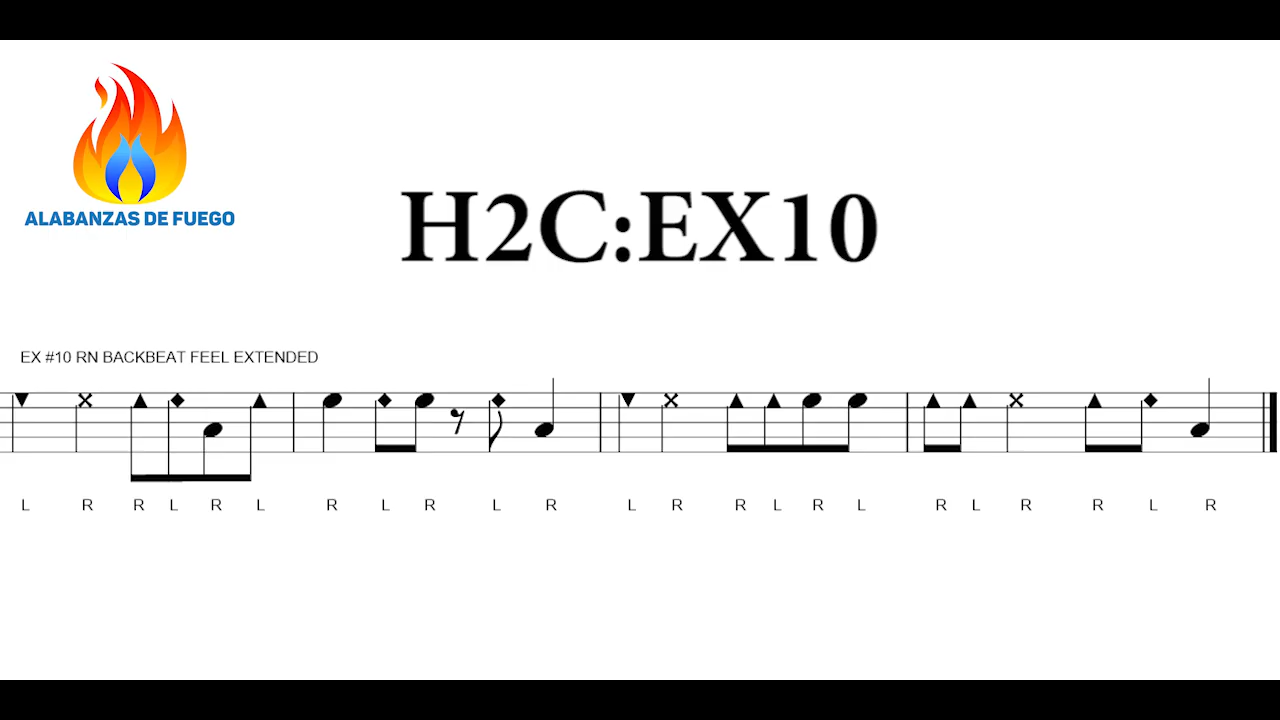 ALABANZAS DE FUEGO
H2C:EX10
EX #10 RN BACKBEAT FEEL EXTENDED
L R R L R L R L R L R L R R L R L R L R R L R